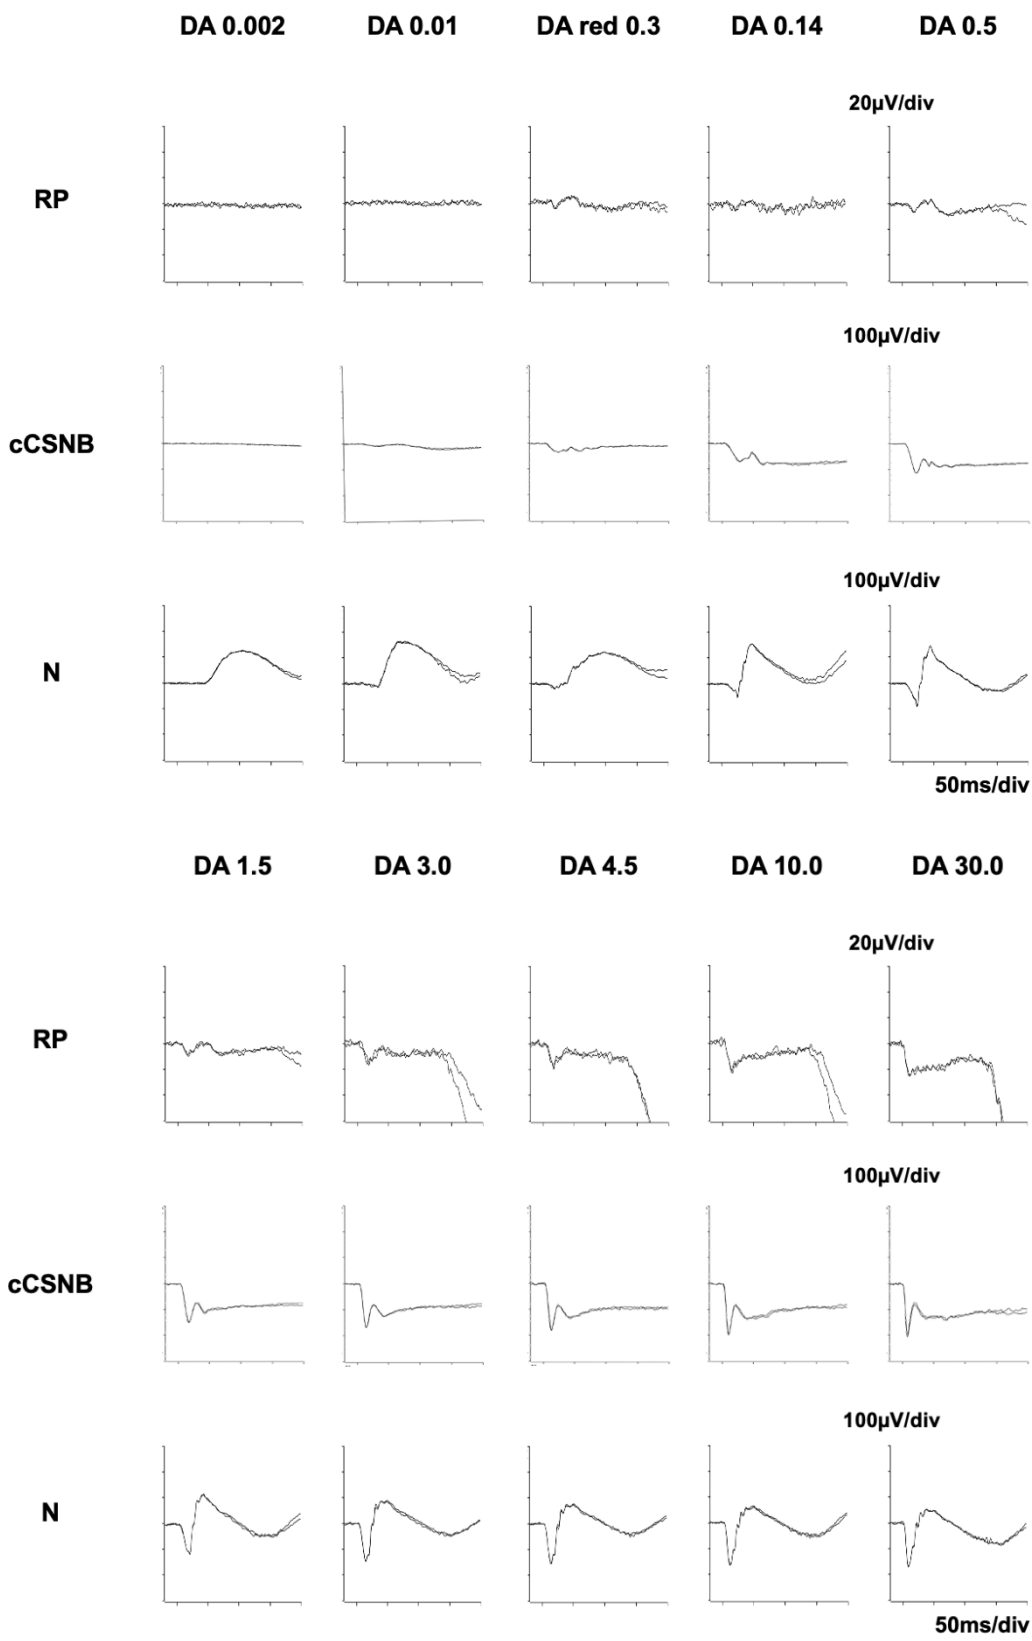 DA 0.002 DA 0.01 DA red 0.3 DA 0.14 DA 0.5
20µV/div
RP
100µV/div
cCSNB
100µV/div
N
50ms/div
DA 1.5 DA 3.0 DA 4.5 DA 10.0 DA 30.0
20µV/div
RP
100µV/div
cCSNB
100µV/div
N
50ms/div